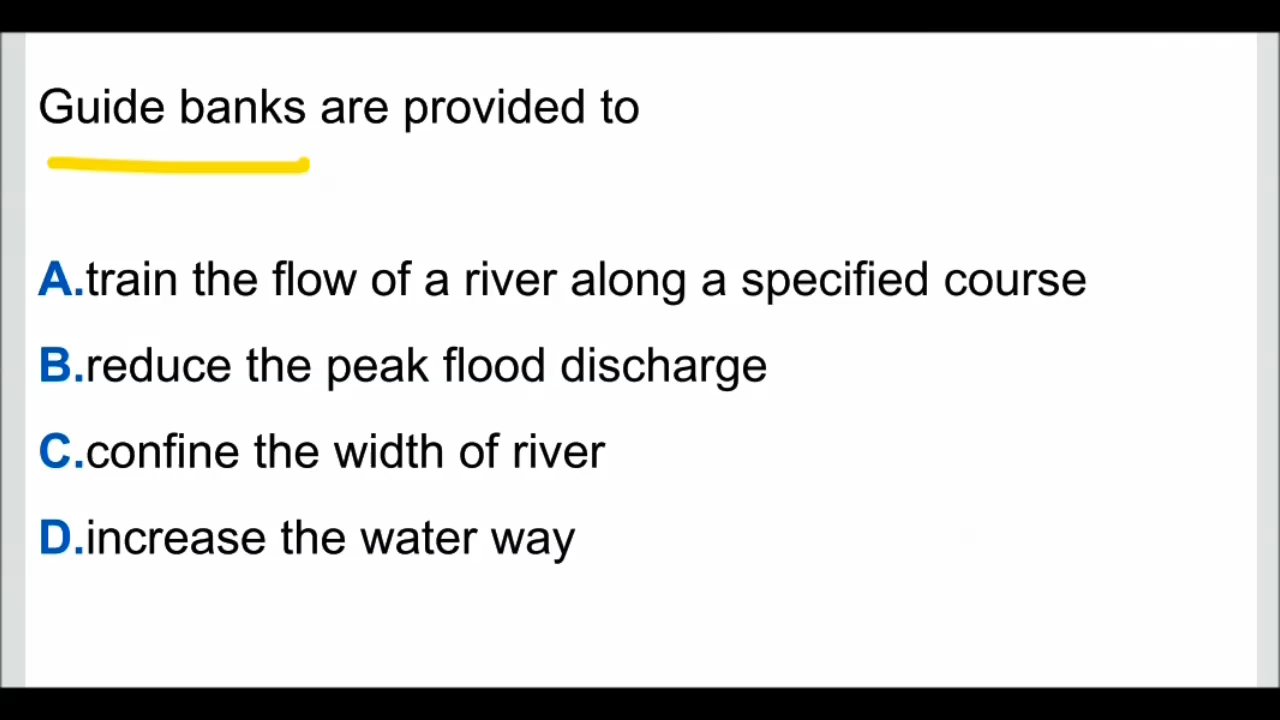 Guide banks are provided to
A.train the flow of a river along a specified course
B.reduce the peak flood discharge
C.confine the width of river
D.increase the water way